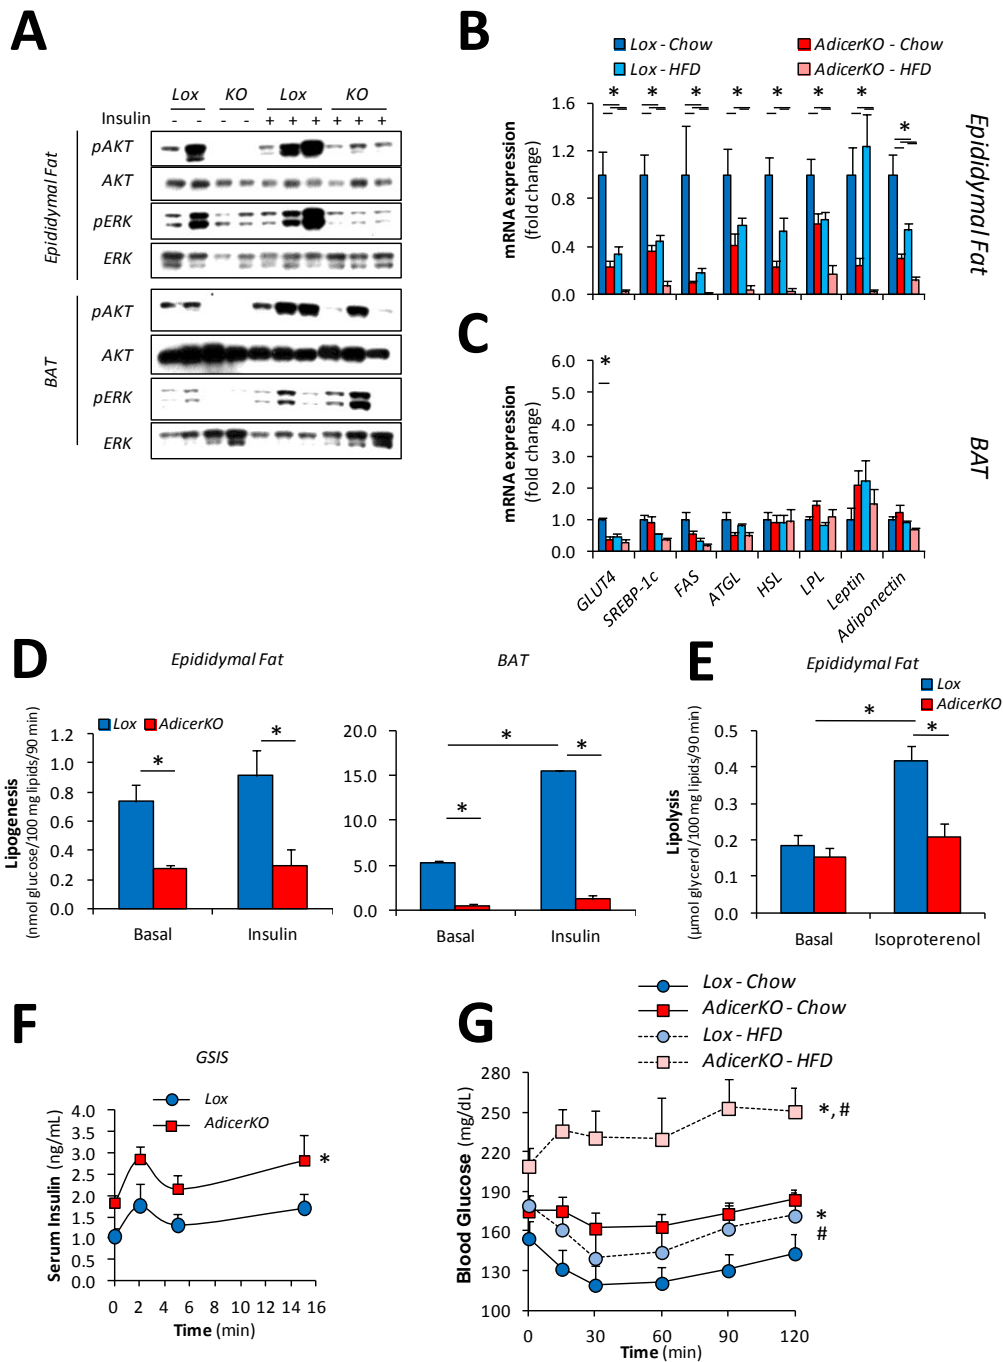 A
Lox KO Lox KO
Insulin - - - - + + + + + +
Epididymal Fat
pAKT
AKT
pERK
ERK
BAT
pAKT
AKT
pERK
ERK
B
Lox - Chow
AdicerKO - Chow
Lox - HFD
AdicerKO - HFD
* * * * * * * *
mRNA expression
(fold change)
1.6
1.2
0.8
0.4
0.0
Epididymal Fat
C
*
mRNA expression
(fold change)
6.0
5.0
4.0
3.0
2.0
1.0
0.0
BAT
GLUT4
SREBP-1c
FAS
ATGL
HSL
LPL
Leptin
Adiponectin
D
Epididymal Fat
Lox AdicerKO
Lipogenesis
(nmol glucose/100 mg lipids/90 min)
1.2
1.0
0.8
0.6
0.4
0.2
0.0
* *
Basal Insulin
BAT
20.0
15.0
10.0
5.0
0.0
* * *
Basal Insulin
E
Epididymal Fat
Lox
AdicerKO
Lipolysis
(µmol glycerol/100 mg lipids/90 min)
0.5
0.4
0.3
0.2
0.1
0.0
* *
Basal Isoproterenol
F
GSIS
Lox
AdicerKO
Serum Insulin (ng/mL)
4.0
3.5
3.0
2.5
2.0
1.5
1.0
0.5
0.0
*
0 2 4 6 8 10 12 14 16
Time (min)
G
Lox - Chow
AdicerKO - Chow
Lox - HFD
AdicerKO - HFD
Blood Glucose (mg/dL)
280
250
220
190
160
130
100
*, #
*
#
0 30 60 90 120
Time (min)